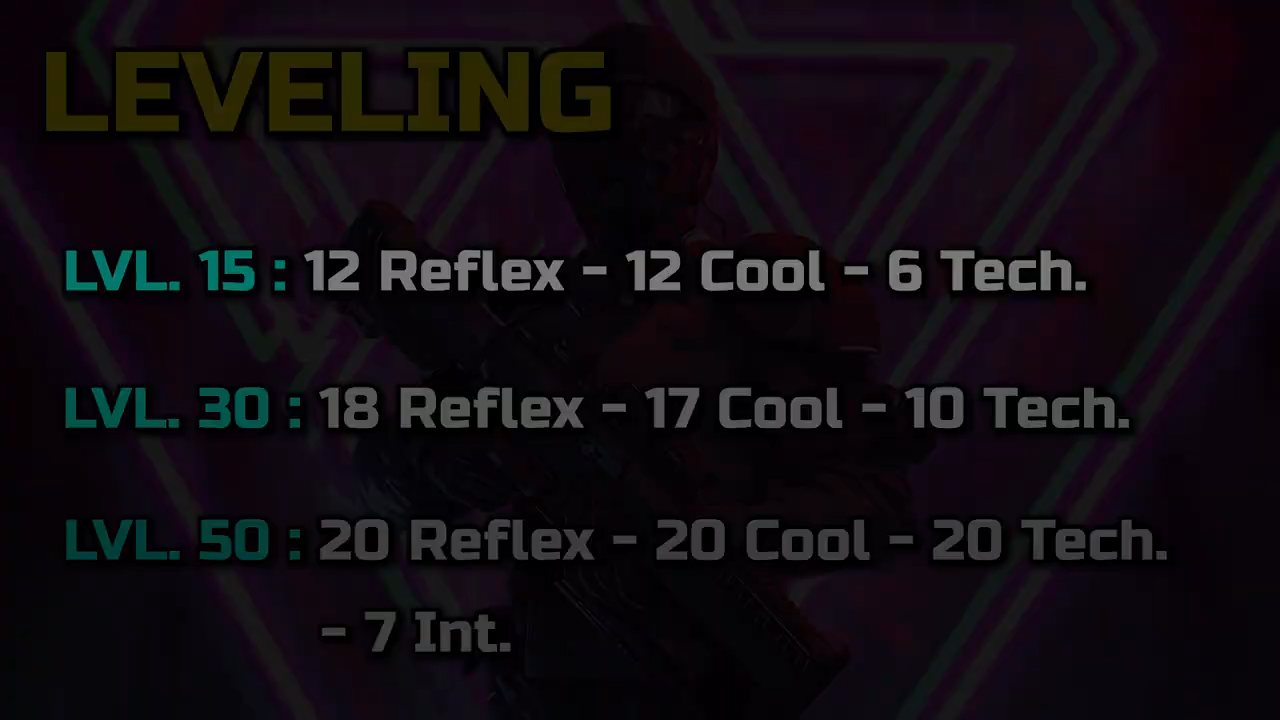 LEVELING
LVL. 15 : 12 Reflex - 12 Cool - 6 Tech.
LVL. 30 : 18 Reflex - 17 Cool - 10 Tech.
LVL. 50 : 20 Reflex - 20 Cool - 20 Tech.
- 7 Int.